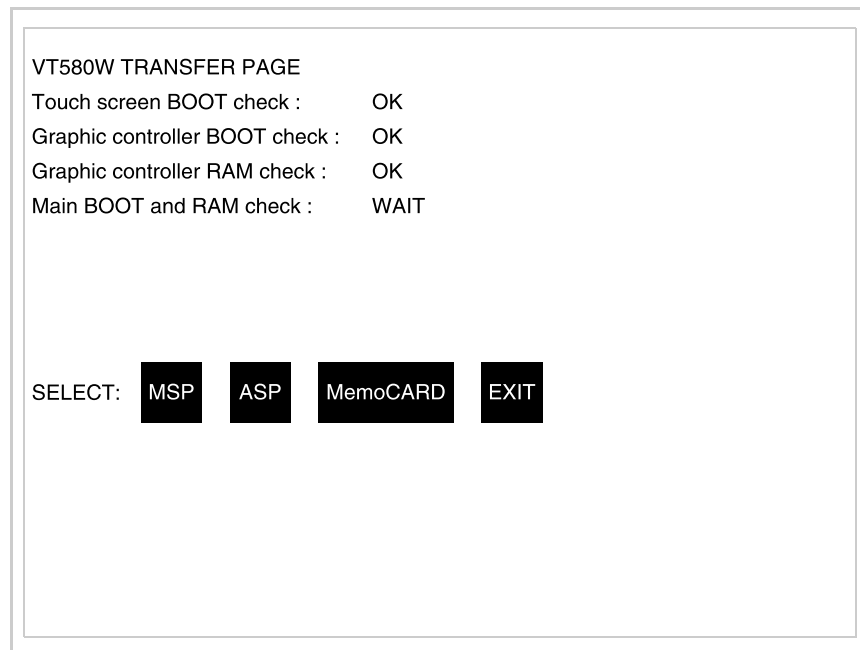 VT580W TRANSFER PAGE
Touch screen BOOT check : OK
Graphic controller BOOT check : OK
Graphic controller RAM check : OK
Main BOOT and RAM check : WAIT
SELECT: MSP ASP MemoCARD EXIT